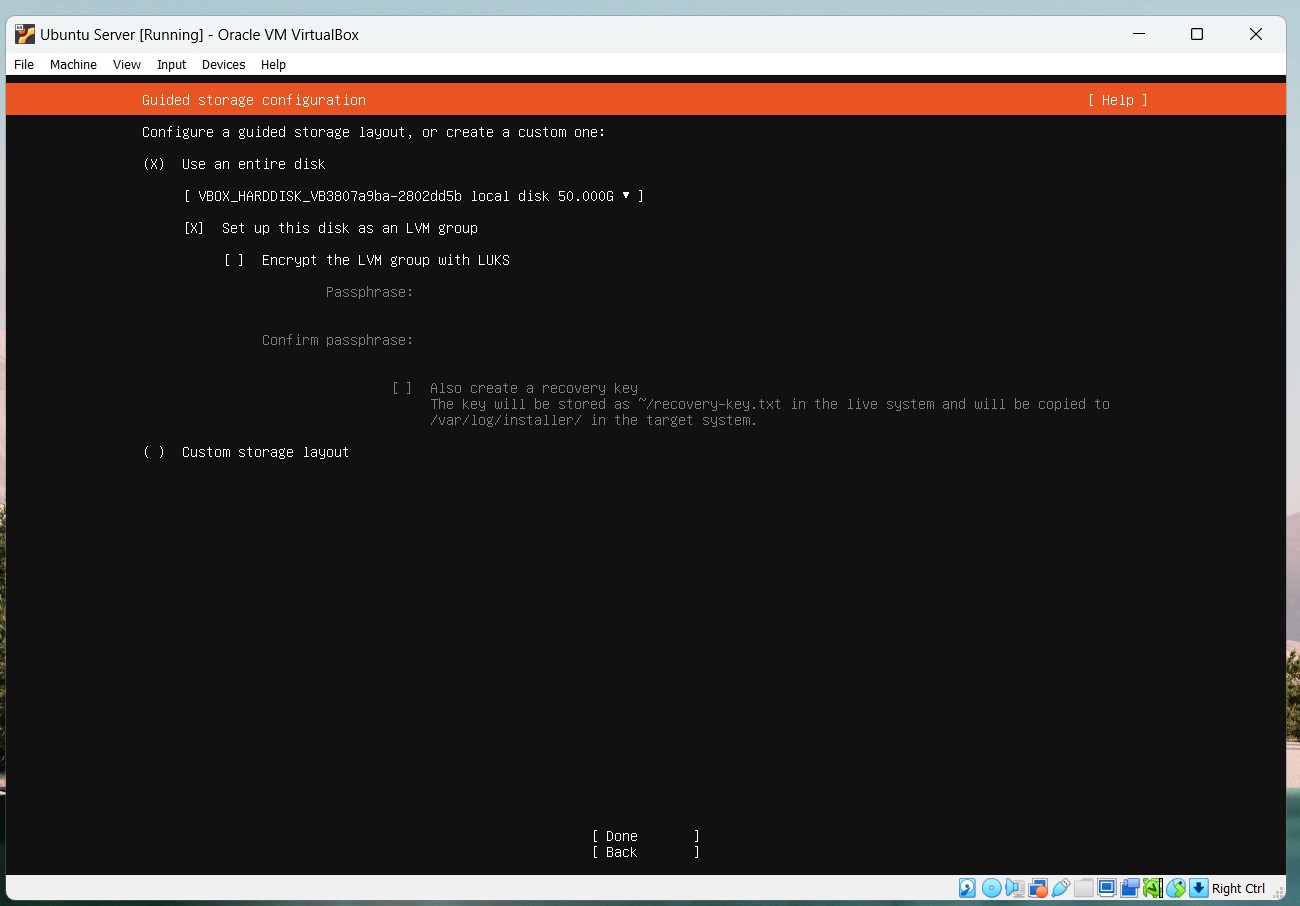 Ubuntu Server [Running] - Oracle VM VirtualBox
File Machine View Input Devices Help
Guided storage configuration [ Help ]
Configure a guided storage layout, or create a custom one:
(X) Use an entire disk
[ VBOX_HARDDISK_VB3807a9ba-2802dd5b local disk 50.000G ▾ ]
[X] Set up this disk as an LVM group
[ ] Encrypt the LVM group with LUKS
Passphrase:
Confirm passphrase:
[ ] Also create a recovery key
The key will be stored as ~/recovery-key.txt in the live system and will be copied to
/var/log/installer/ in the target system.
( ) Custom storage layout
[ Done ]
[ Back ]
Right Ctrl